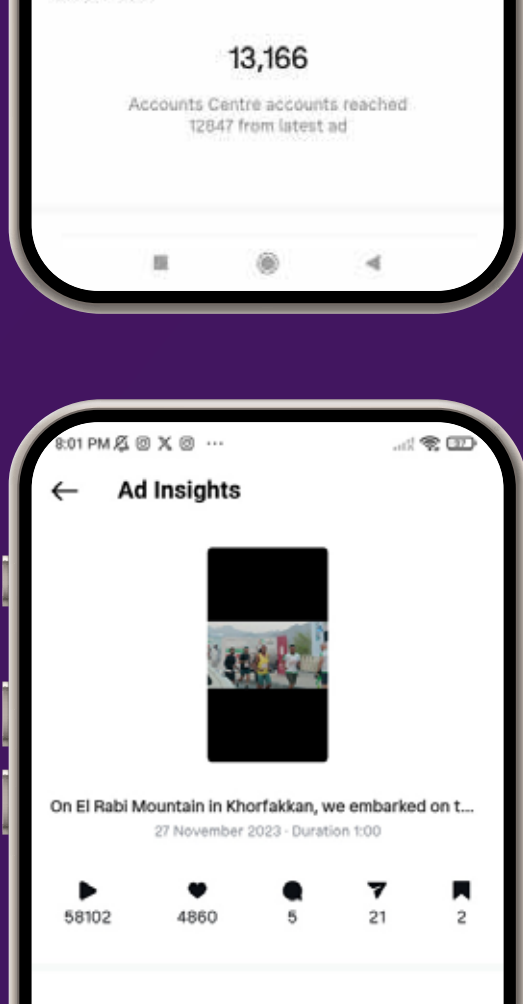 13,166
Accounts Centre accounts reached
12847 from latest ad
8:01 PM
37
Ad Insights
On El Rabi Mountain in Khorfakkan, we embarked on t...
27 November 2023 · Duration 1:00
58102 4860 5 21 2